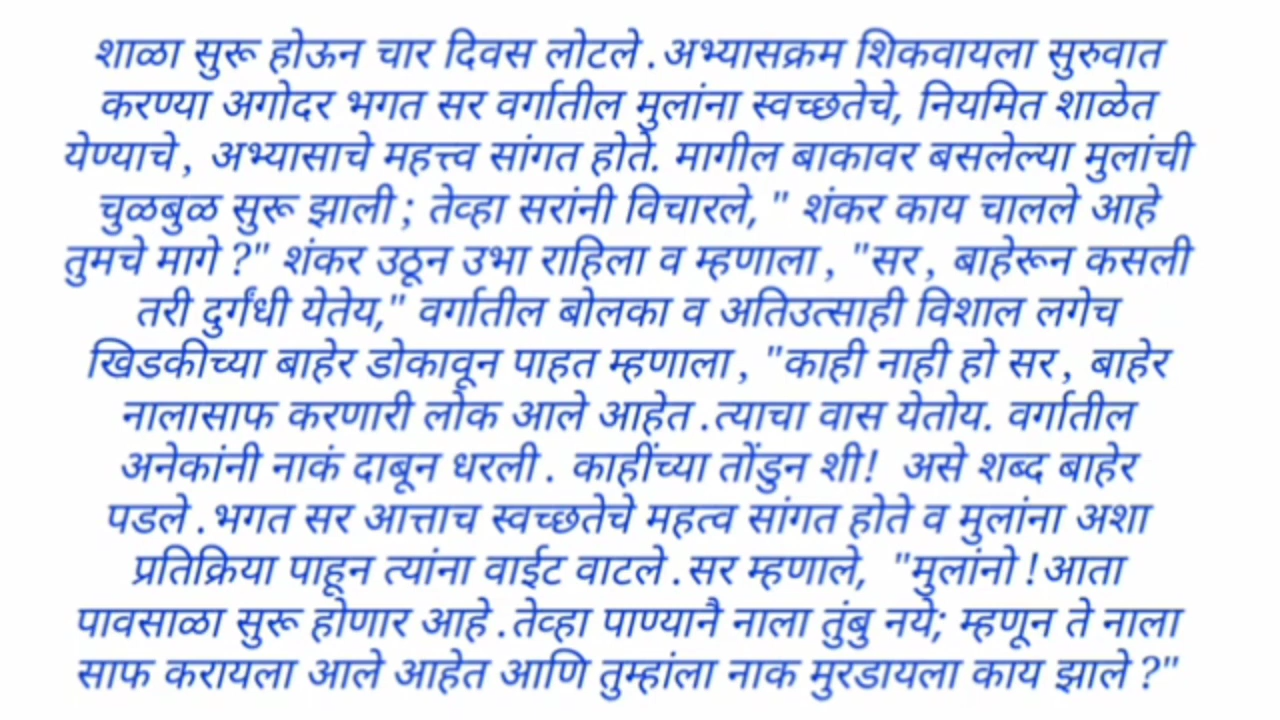 शाळा सुरू होऊन चार दिवस लोटले .अभ्यासक्रम शिकवायला सुरुवात
करण्या अगोदर भगत सर वर्गातील मुलांना स्वच्छतेचे, नियमित शाळेत
येण्याचे , अभ्यासाचे महत्त्व सांगत होते. मागील बाकावर बसलेल्या मुलांची
चुळबुळ सुरू झाली ; तेव्हा सरांनी विचारले, " शंकर काय चालले आहे
तुमचे मागे ?" शंकर उठून उभा राहिला व म्हणाला , "सर , बाहेरून कसली
तरी दुर्गंधी येतेय," वर्गातील बोलका व अतिउत्साही विशाल लगेच
खिडकीच्या बाहेर डोकावून पाहत म्हणाला , "काही नाही हो सर , बाहेर
नालासाफ करणारी लोक आले आहेत .त्याचा वास येतोय. वर्गातील
अनेकांनी नाकं दाबून धरली . काहींच्या तोंडुन शी! असे शब्द बाहेर
पडले .भगत सर आत्ताच स्वच्छतेचे महत्व सांगत होते व मुलांना अशा
प्रतिक्रिया पाहून त्यांना वाईट वाटले .सर म्हणाले, "मुलांनो !आता
पावसाळा सुरू होणार आहे .तेव्हा पाण्यानै नाला तुंबु नये; म्हणून ते नाला
साफ करायला आले आहेत आणि तुम्हांला नाक मुरडायला काय झाले ?"